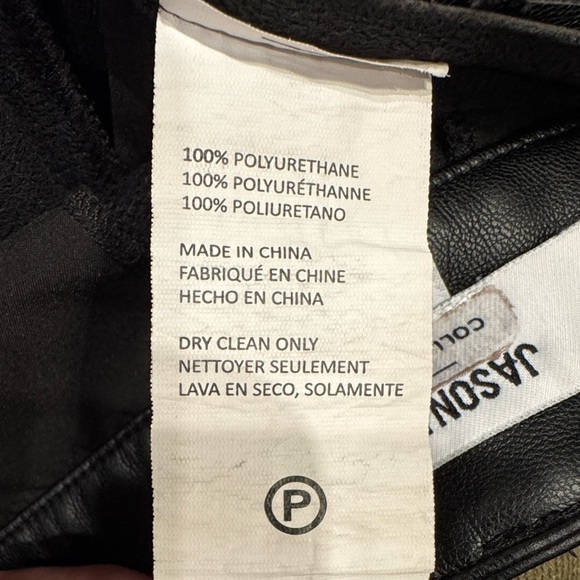 100% POLYURETHANE
100% POLYURÉTHANNE
100% POLIURETANO
MADE IN CHINA
FABRIQUÉ EN CHINE
HECHO EN CHINA
DRY CLEAN ONLY
NETTOYER SEULEMENT
LAVA EN SECO, SOLAMENTE
P
JASON